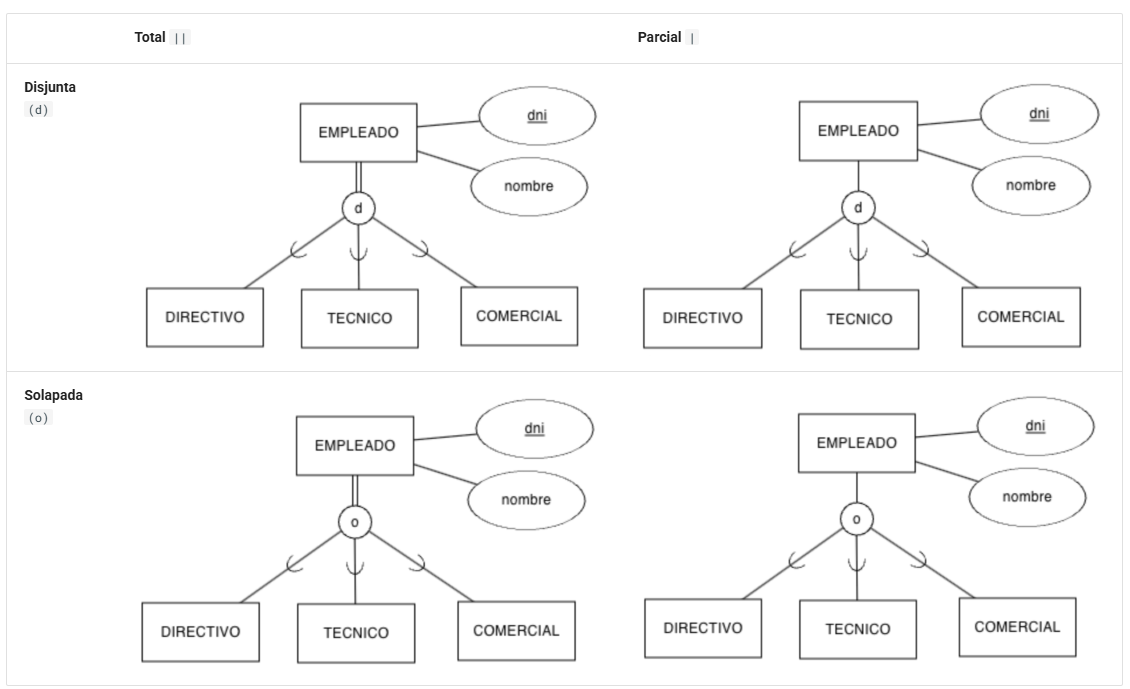 Total ||
Parcial |
Disjunta
(d)
EMPLEADO
dni
nombre
d
DIRECTIVO
TECNICO
COMERCIAL
EMPLEADO
dni
nombre
d
DIRECTIVO
TECNICO
COMERCIAL
Solapada
(o)
EMPLEADO
dni
nombre
o
DIRECTIVO
TECNICO
COMERCIAL
EMPLEADO
dni
nombre
o
DIRECTIVO
TECNICO
COMERCIAL